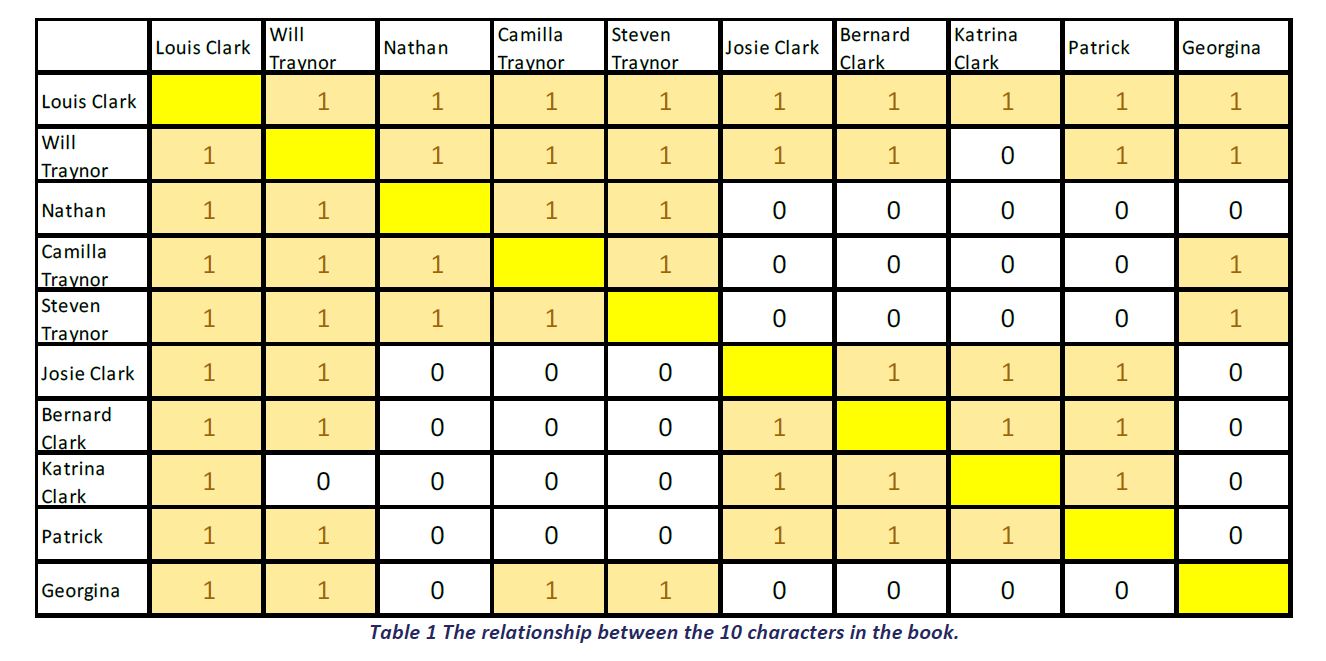 Louis Clark Will Traynor Nathan Camilla Traynor Steven Traynor Josie Clark Bernard Clark Katrina Clark Patrick Georgina
Louis Clark 1 1 1 1 1 1 1 1 1
Will Traynor 1 1 1 1 1 1 0 1 1
Nathan 1 1 1 1 0 0 0 0 0
Camilla Traynor 1 1 1 1 0 0 0 0 1
Steven Traynor 1 1 1 1 0 0 0 0 1
Josie Clark 1 1 0 0 0 1 1 1 0
Bernard Clark 1 1 0 0 0 1 1 1 0
Katrina Clark 1 0 0 0 0 1 1 1 0
Patrick 1 1 0 0 0 1 1 1 0
Georgina 1 1 0 1 1 0 0 0 0
Table 1 The relationship between the 10 characters in the book.